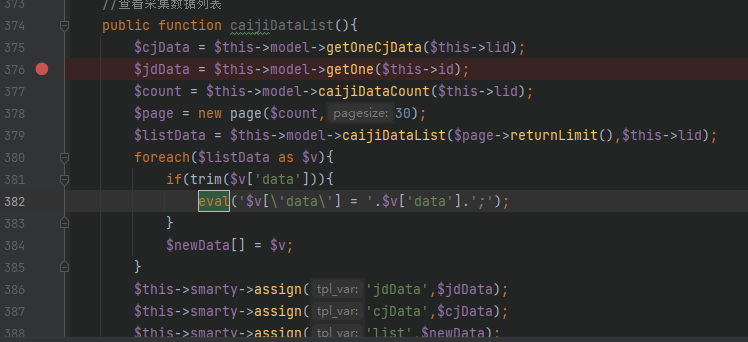 373 //查看采集数据列表
374 public function caijiDataList(){
375 $cjData = $this->model->getOneCjData($this->lid);
376 $jdData = $this->model->getOne($this->id);
377 $count = $this->model->caijiDataCount($this->lid);
378 $page = new page($count, pagesize: 30);
379 $listData = $this->model->caijiDataList($page->returnLimit(),$this->lid);
380 foreach($listData as $v){
381 if(trim($v['data'])){
382 eval('$v[\'data\'] = '.$v['data'].';');
383 }
384 $newData[] = $v;
385 }
386 $this->smarty->assign( tpl_var: 'jdData',$jdData);
387 $this->smarty->assign( tpl_var: 'cjData',$cjData);
388 $this->smarty->assign( tpl_var: 'list',$newData);